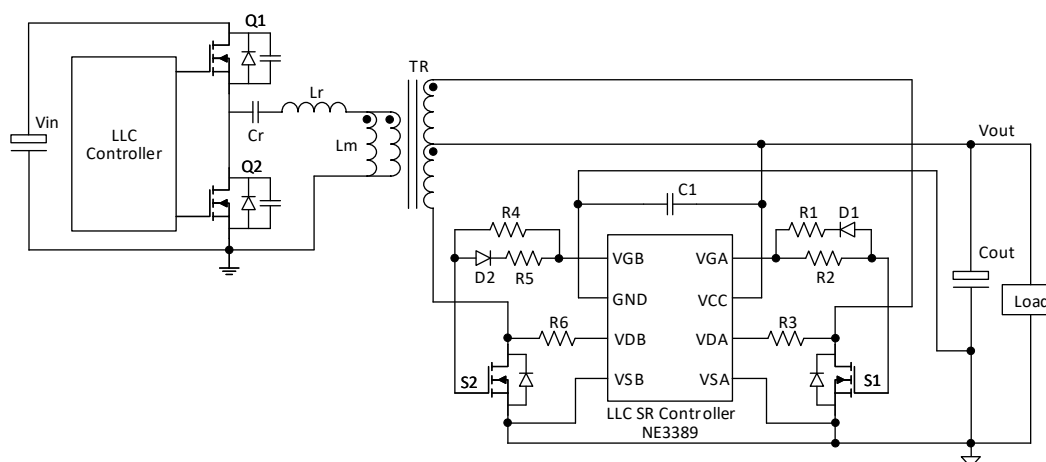 Q1
TR
Lr
Vin
LLC
Controller
Cr
Lm
Vout
Q2
C1
R4
R1
D1
Cout
D2
R5
VGB
VGA
R2
GND
VCC
Load
R6
VDB
VDA
R3
S2
VSB
VSA
S1
LLC SR Controller
NE3389